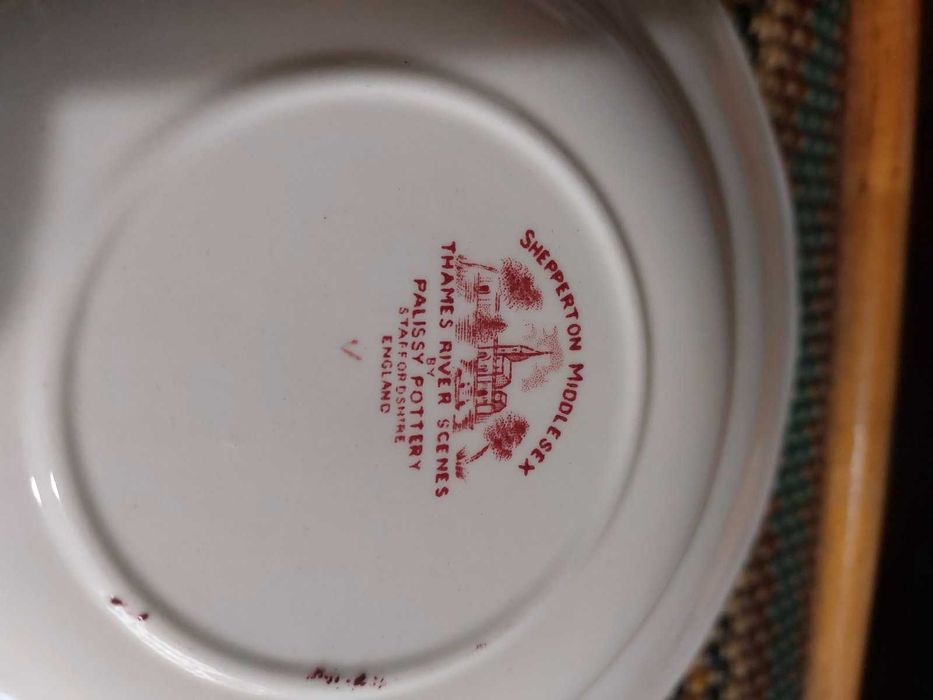 SHEPPERTON MIDDLESEX
THAMES RIVER SCENES
BY
PALISSY POTTERY
STAFFORDSHIRE
ENGLAND